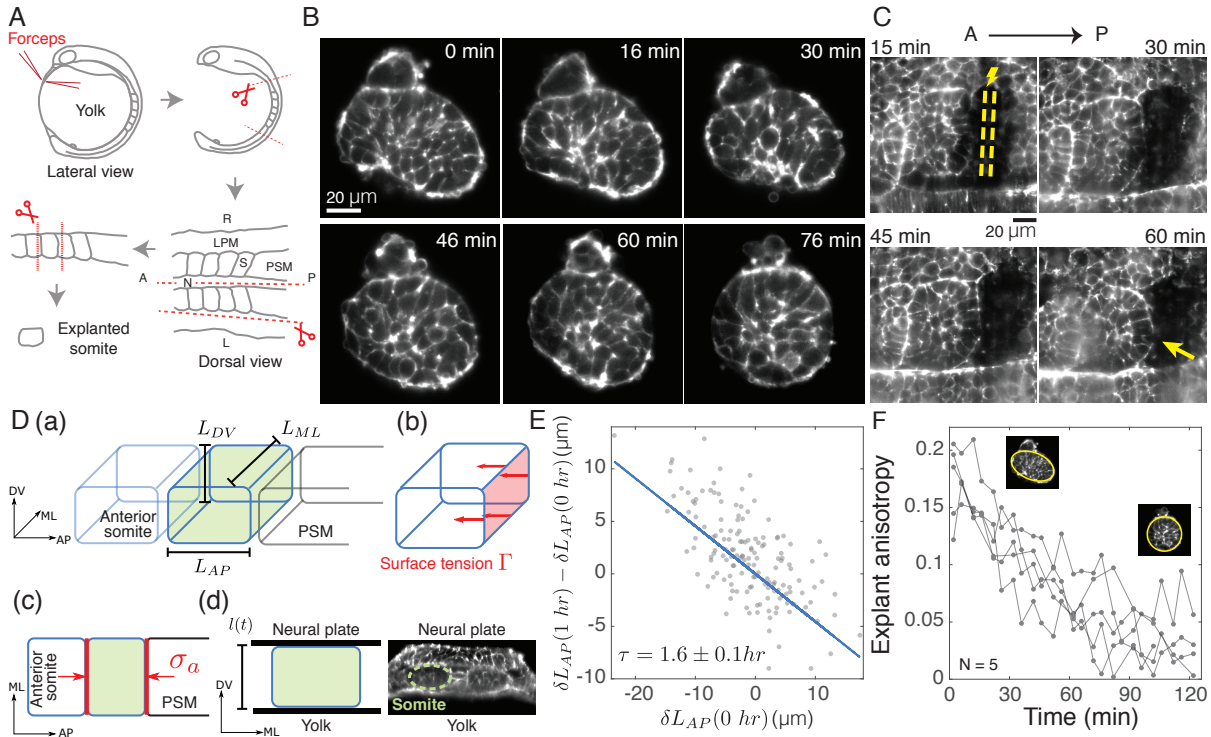 A
Forceps
Yolk
Lateral view
R
LPM
S
PSM
A
N
P
L
Dorsal view
Explanted
somite
B
0 min
16 min
30 min
20 μm
46 min
60 min
76 min
C
A
P
15 min
30 min
20 μm
45 min
60 min
D
(a)
L_DV
L_ML
DV
ML
AP
Anterior
somite
PSM
L_AP
(b)
Surface tension Γ
(c)
Anterior
somite
σ_a
PSM
ML
AP
(d)
l(t)
Neural plate
Neural plate
DV
ML
Somite
Yolk
Yolk
E
δL_AP(1 hr) − δL_AP(0 hr) (μm)
10
5
0
-5
-10
τ = 1.6 ± 0.1hr
-20
-10
0
10
δL_AP(0 hr) (μm)
F
Explant anisotropy
0.2
0.15
0.1
0.05
0
N = 5
0
30
60
90
120
Time (min)